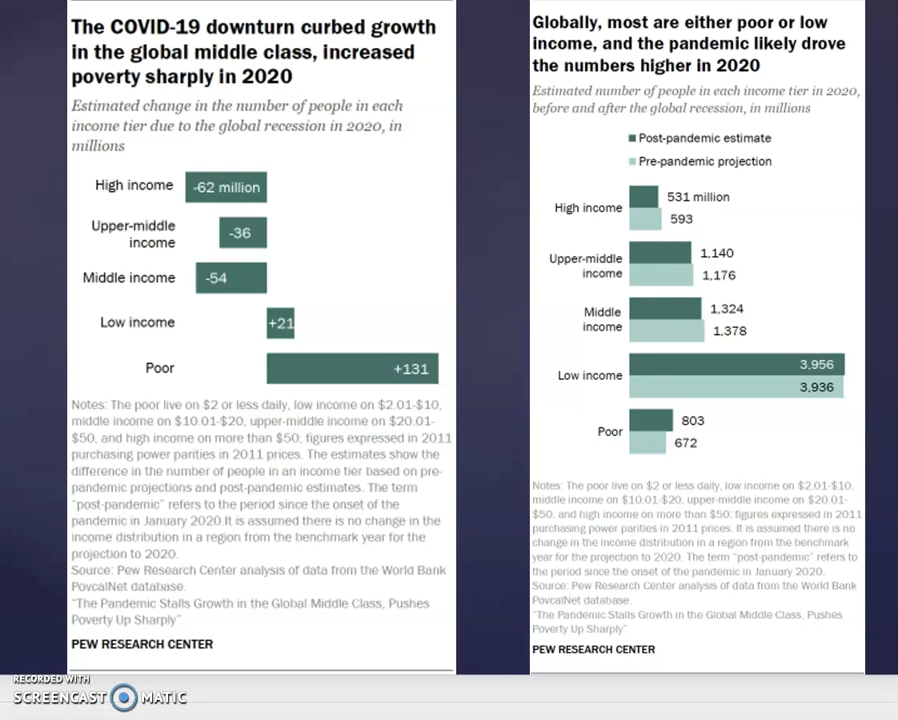 The COVID-19 downturn curbed growth
in the global middle class, increased
poverty sharply in 2020
Estimated change in the number of people in each
income tier due to the global recession in 2020, in
millions
High income
-62 million
Upper-middle
income
-36
Middle income
-54
Low income
+21
Poor
+131
Notes: The poor live on $2 or less daily, low income on $2.01-$10,
middle income on $10.01-$20, upper-middle income on $20.01-
$50, and high income on more than $50; figures expressed in 2011
purchasing power parities in 2011 prices. The estimates show the
difference in the number of people in an income tier based on pre-
pandemic projections and post-pandemic estimates. The term
"post-pandemic" refers to the period since the onset of the
pandemic in January 2020.It is assumed there is no change in the
income distribution in a region from the benchmark year for the
projection to 2020.
Source: Pew Research Center analysis of data from the World Bank
PovcalNet database.
"The Pandemic Stalls Growth in the Global Middle Class, Pushes
Poverty Up Sharply"
PEW RESEARCH CENTER
Globally, most are either poor or low
income, and the pandemic likely drove
the numbers higher in 2020
Estimated number of people in each income tier in 2020,
before and after the global recession, in millions
Post-pandemic estimate
Pre-pandemic projection
High income
531 million
593
Upper-middle
income
1,140
1,176
Middle
income
1,324
1,378
Low income
3,956
3,936
Poor
803
672
Notes: The poor live on $2 or less daily, low income on $2.01-$10,
middle income on $10.01-$20, upper-middle income on $20.01-
$50, and high income on more than $50; figures expressed in 2011
purchasing power parities in 2011 prices. It is assumed there is no
change in the income distribution in a region from the benchmark
year for the projection to 2020. The term "post-pandemic" refers to
the period since the onset of the pandemic in January 2020.
Source: Pew Research Center analysis of data from the World Bank
PovcalNet database.
"The Pandemic Stalls Growth in the Global Middle Class, Pushes
Poverty Up Sharply"
PEW RESEARCH CENTER
RECORDED WITH
SCREENCAST MATIC